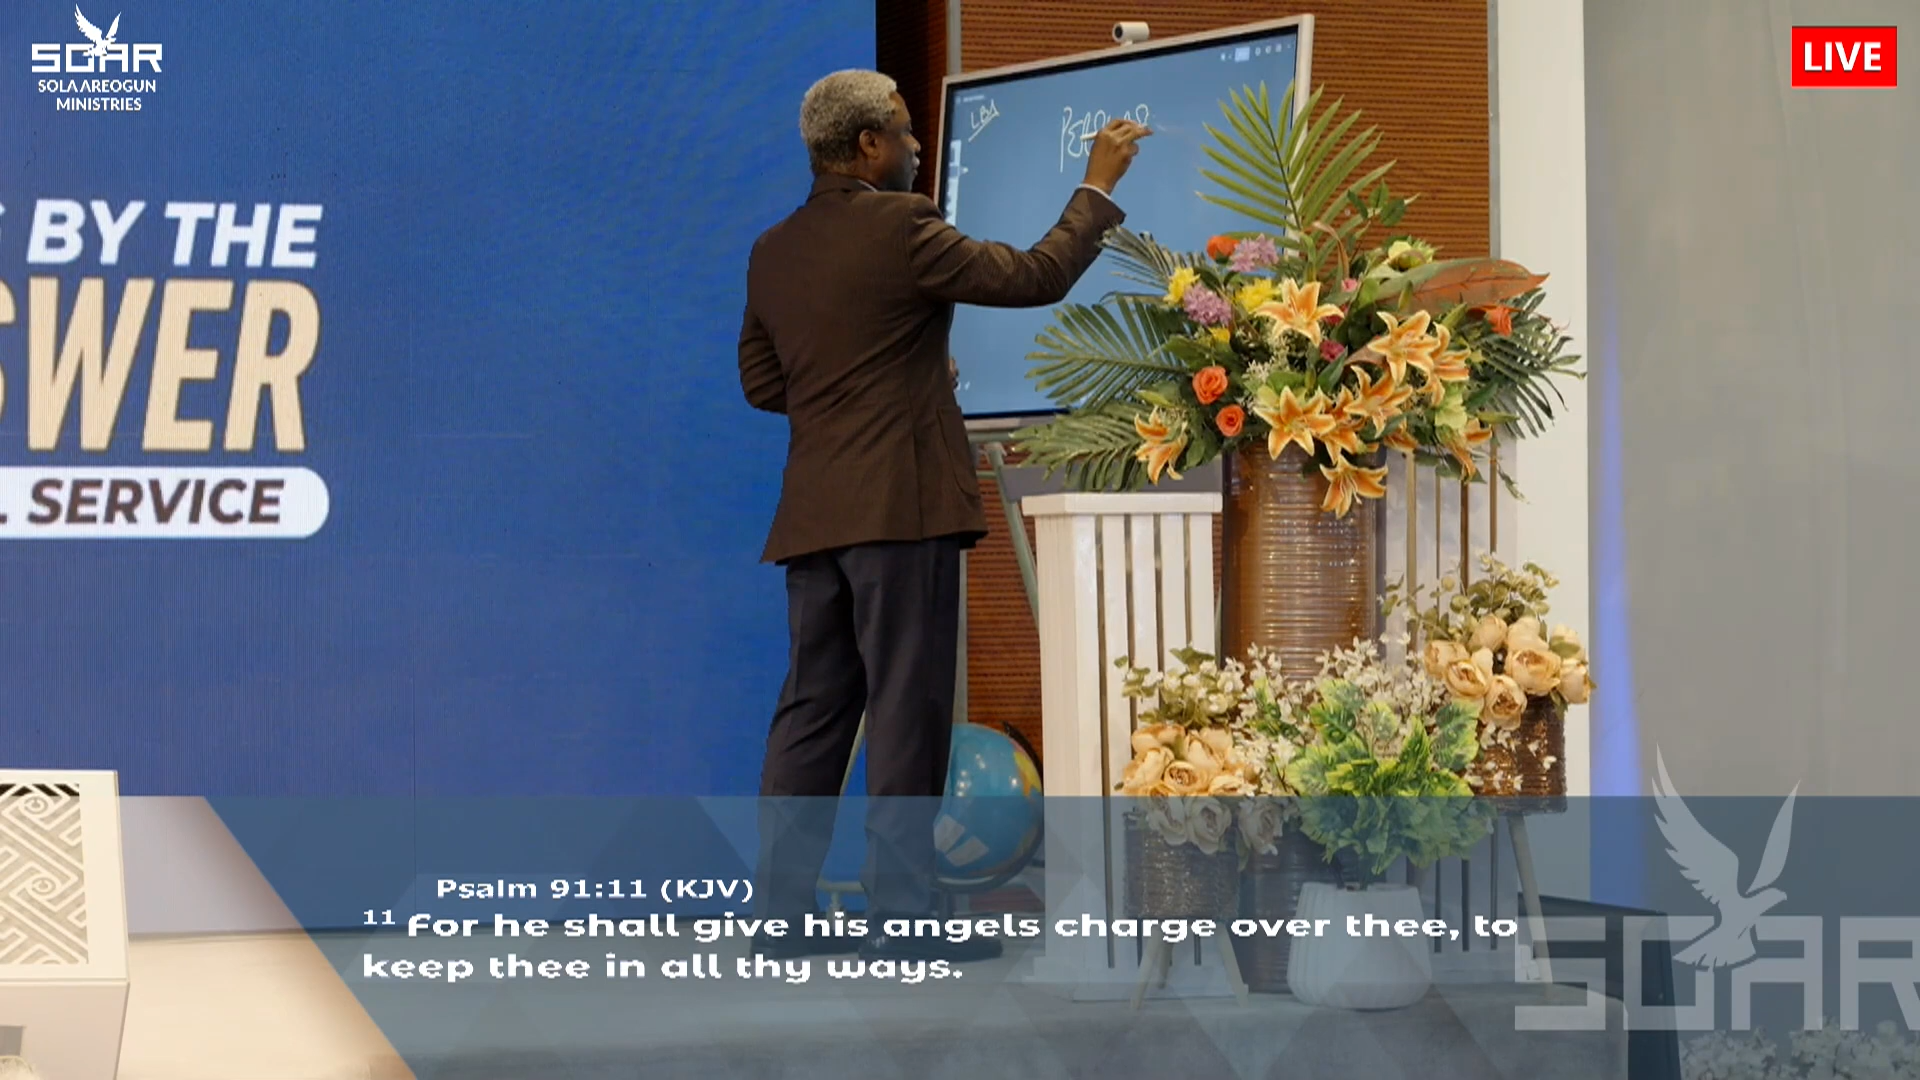 SOAR
SOLA AREOGUN
MINISTRIES
LIVE
BY THE
SWER
SERVICE
LBA
Psalm 91:11 (KJV)
11 For he shall give his angels charge over thee, to
keep thee in all thy ways.
SOAR